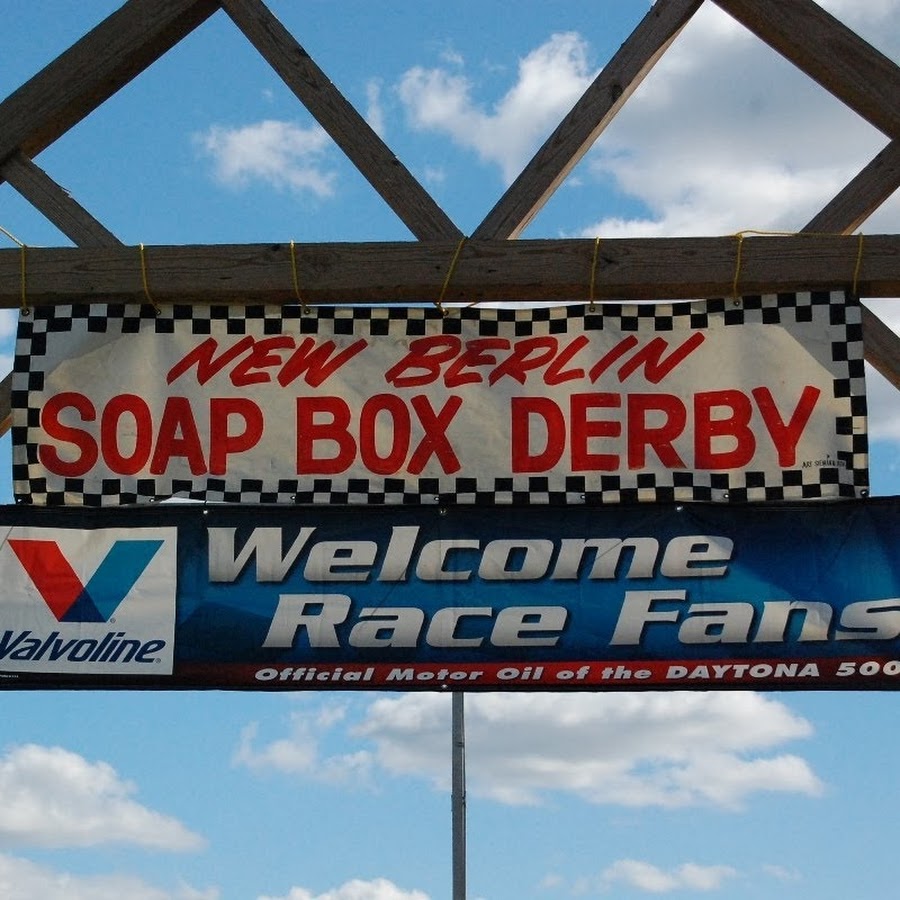 NEW BERLIN
SOAP BOX DERBY
Valvoline
Welcome
Race Fans
Official Motor Oil of the DAYTONA 500